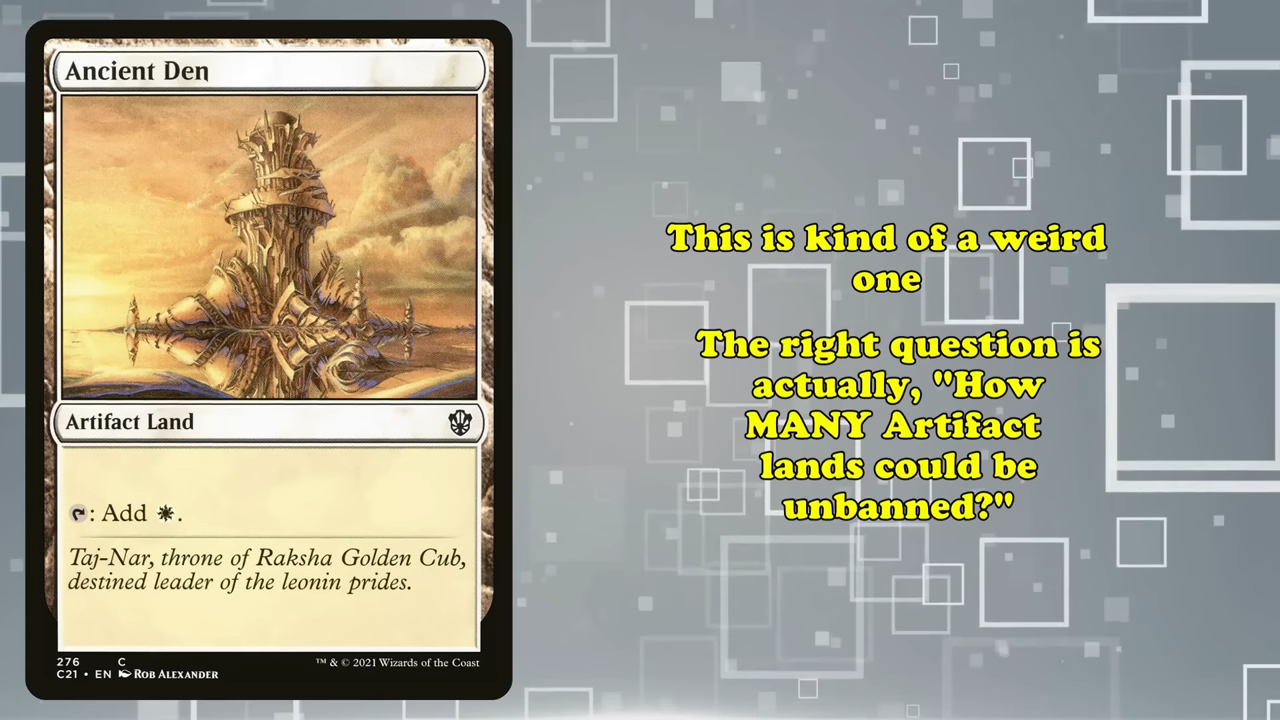 Ancient Den
Artifact Land
: Add .
Taj-Nar, throne of Raksha Golden Cub,
destined leader of the leonin prides.
276 C
C21 • EN Rob Alexander
™ & © 2021 Wizards of the Coast
This is kind of a weird
one
The right question is
actually, "How
MANY Artifact
lands could be
unbanned?"